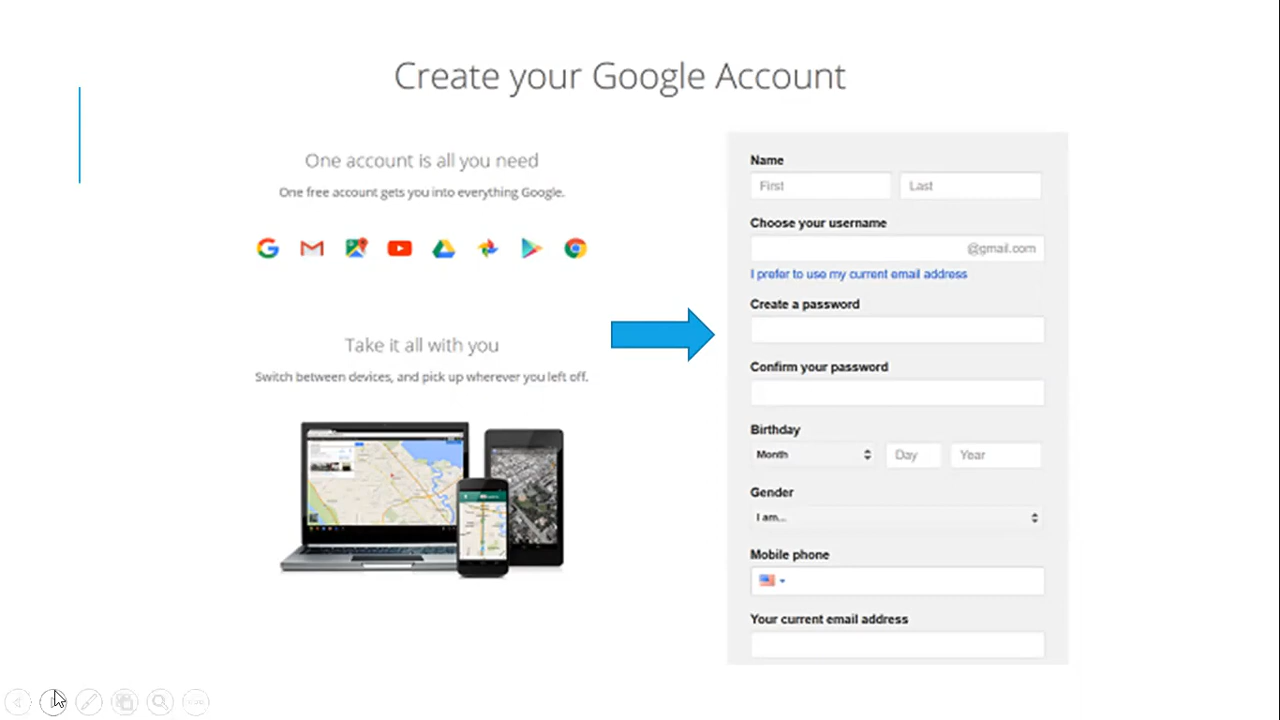 Create your Google Account
One account is all you need
One free account gets you into everything Google.
Take it all with you
Switch between devices, and pick up wherever you left off.
Name
First Last
Choose your username
@gmail.com
I prefer to use my current email address
Create a password
Confirm your password
Birthday
Month Day Year
Gender
I am...
Mobile phone
Your current email address